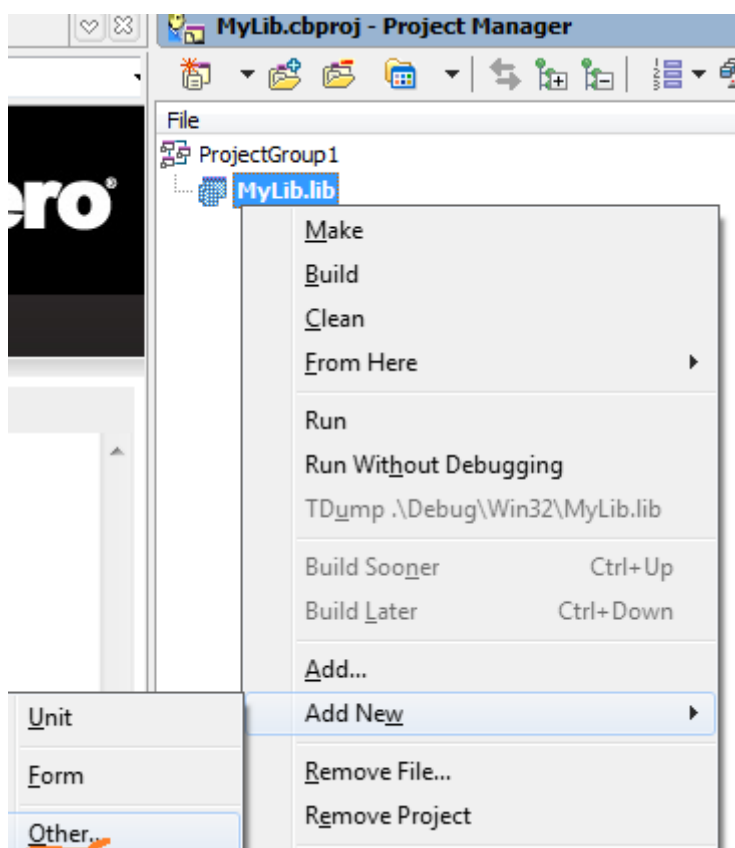 MyLib.cbproj - Project Manager
File
ero®
ProjectGroup1
MyLib.lib
Make
Build
Clean
From Here
Run
Run Without Debugging
TDump .\Debug\Win32\MyLib.lib
Build Sooner Ctrl+Up
Build Later Ctrl+Down
Add...
Unit
Add New
Form
Remove File...
Other...
Remove Project